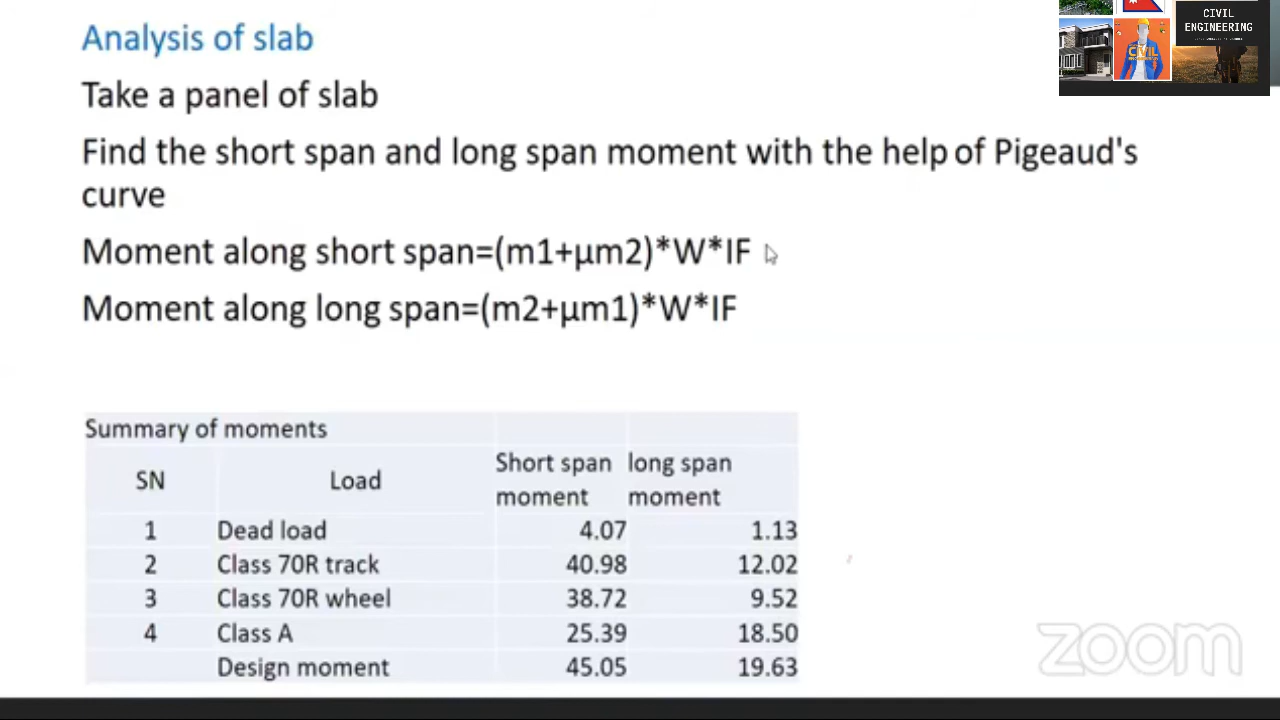 CIVIL
ENGINEERING
CIVIL
Analysis of slab
Take a panel of slab
Find the short span and long span moment with the help of Pigeaud's
curve
Moment along short span=(m1+μm2)*W*IF
Moment along long span=(m2+μm1)*W*IF
Summary of moments
SN Load Short span moment long span moment
1 Dead load 4.07 1.13
2 Class 70R track 40.98 12.02
3 Class 70R wheel 38.72 9.52
4 Class A 25.39 18.50
Design moment 45.05 19.63
zoom